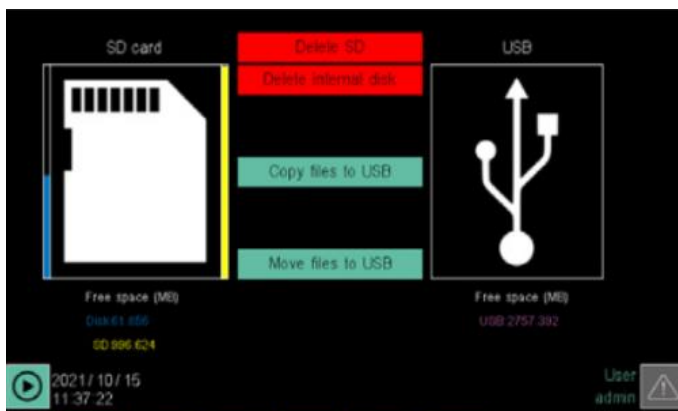 SD card
Delele SD
USB
Delete internal disk
Copy files to USB
Move files to USB
Free space (MB)
Free space (MB)
Disk:61.856
USB:2757.392
SD:996.624
2021/10/15
11:37:22
User
admin